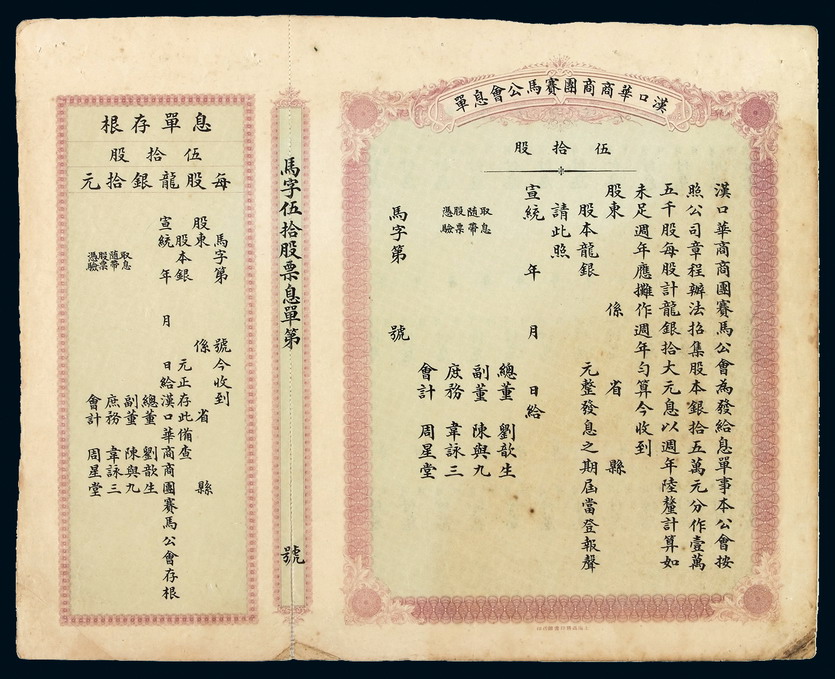 漢口華商商團賽馬公會息單
伍拾股
漢口華商商團賽馬公會為發給息單事本公會按
照公司章程辦法招集股本銀拾五萬元分作壹萬
五千股每股計龍銀拾大元息以週年陸釐計算如
未足週年應攤作週年勻算今收到
股東 係 省 縣
股本龍銀 元整發息之期屆當登報聲
請此照
宣統 年 月 日給
總董 劉歆生
副董 陳與九
庶務 韋詠三
會計 周星堂
取息
隨帶
股票
憑驗
馬字第 號
馬字伍拾股票息單第 號
息單存根
伍拾股
每股龍銀拾元
馬字第 號今收到
股東 係 省 縣
股本銀 元正存此備查
宣統 年 月 日給漢口華商商團賽馬公會存根
總董 劉歆生
副董 陳與九
庶務 韋詠三
會計 周星堂
取息
隨帶
股票
憑驗